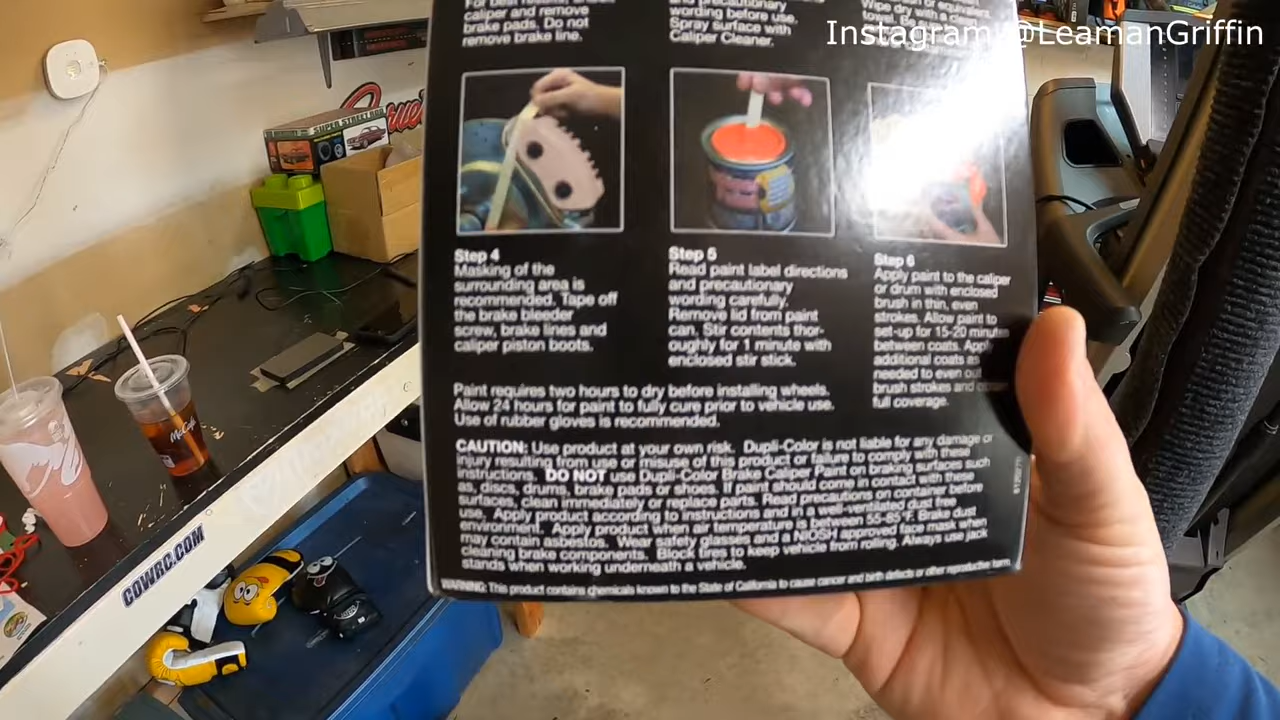 Instagram: @LeamanGriffin
caliper and remove
brake pads. Do not
remove brake line.
wording before use.
Spray surface with
Caliper Cleaner.
Wipe dry with a clean
SUPER STREET
Step 4
Masking of the
surrounding area is
recommended. Tape off
the brake bleeder
screw, brake lines and
caliper piston boots.
Step 5
Read paint label directions
and precautionary
wording carefully.
Remove lid from paint
can. Stir contents thor-
oughly for 1 minute with
enclosed stir stick.
Step 6
Apply paint to the caliper
or drum with enclosed
brush in thin, even
strokes. Allow paint to
set-up for 15-20 minutes
between coats. Apply
additional coats as
needed to even out
brush strokes and
full coverage.
Paint requires two hours to dry before installing wheels.
Allow 24 hours for paint to fully cure prior to vehicle use.
Use of rubber gloves is recommended.
CAUTION: Use product at your own risk. Dupli-Color is not liable for any damage or
injury resulting from use or misuse of this product or failure to comply with these
instructions. DO NOT use Dupli-Color Brake Caliper Paint on braking surfaces such
as, discs, drums, brake pads or shoes. If paint should come in contact with these
surfaces, clean immediately or replace parts. Read precautions on container before
use. Apply product according to instructions and in a well-ventilated dust free
environment. Apply product when air temperature is between 55-85°F. Brake dust
may contain asbestos. Wear safety glasses and a NIOSH approved face mask when
cleaning brake components. Block tires to keep vehicle from rolling. Always use jack
stands when working underneath a vehicle.
WARNING: This product contains chemicals known to the State of California to cause cancer and birth defects or other reproductive harm.
McCafé
COWRC.COM